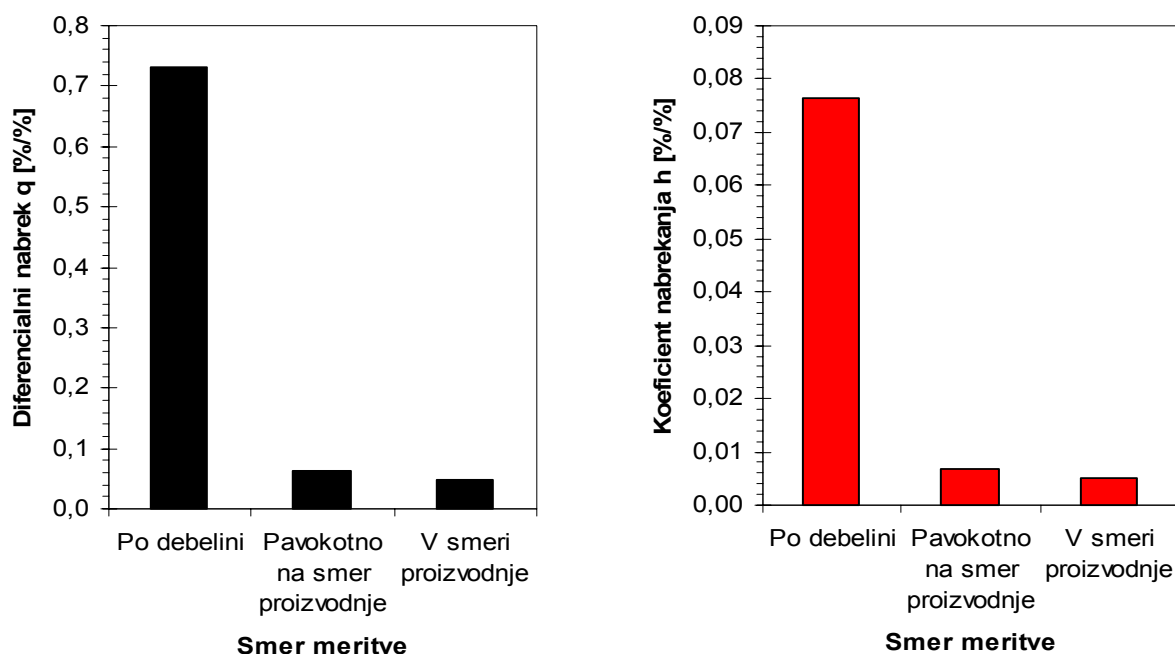 Diferencialni nabrek q [%/%]
0,8
0,7
0,6
0,5
0,4
0,3
0,2
0,1
0,0
Po debelini
Pavokotno
na smer
proizvodnje
V smeri
proizvodnje
Smer meritve
Koeficient nabrekanja h [%/%]
0,09
0,08
0,07
0,06
0,05
0,04
0,03
0,02
0,01
0,00
Po debelini
Pavokotno
na smer
proizvodnje
V smeri
proizvodnje
Smer meritve